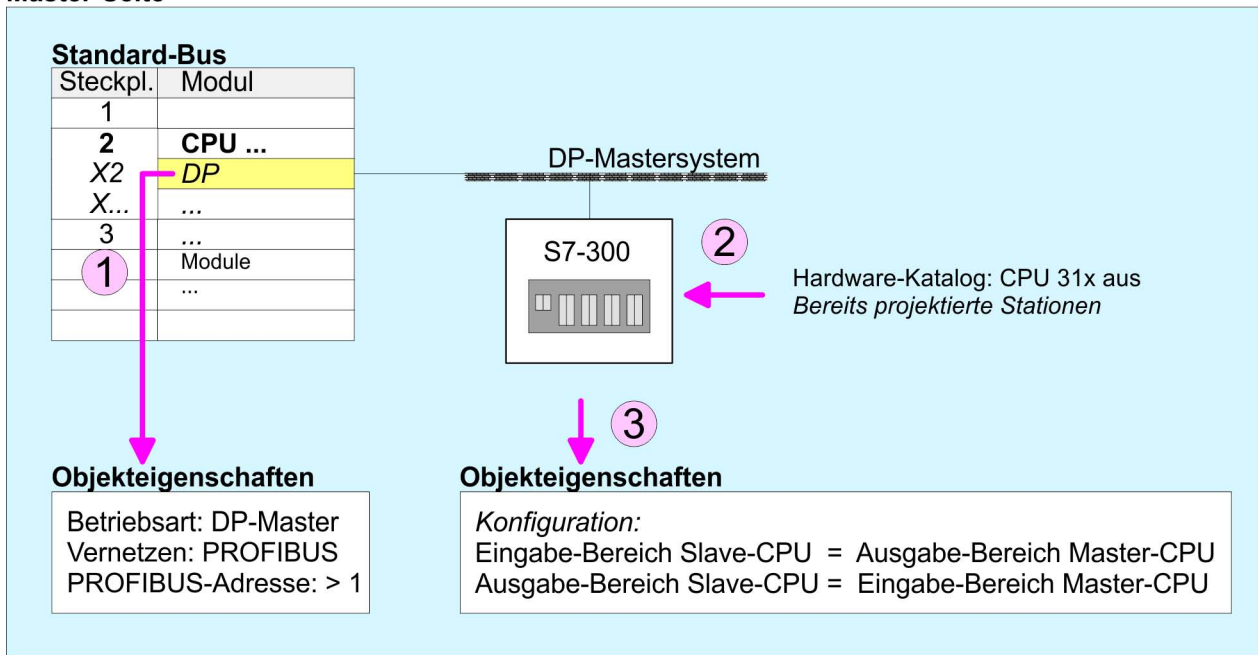 Standard-Bus
Steckpl. Modul
1
2 CPU ...
X2 DP
X... ...
3 ...
1 Module
...
DP-Mastersystem
S7-300
2
Hardware-Katalog: CPU 31x aus
Bereits projektierte Stationen
3
Objekteigenschaften
Betriebsart: DP-Master
Vernetzen: PROFIBUS
PROFIBUS-Adresse: > 1
Objekteigenschaften
Konfiguration:
Eingabe-Bereich Slave-CPU = Ausgabe-Bereich Master-CPU
Ausgabe-Bereich Slave-CPU = Eingabe-Bereich Master-CPU